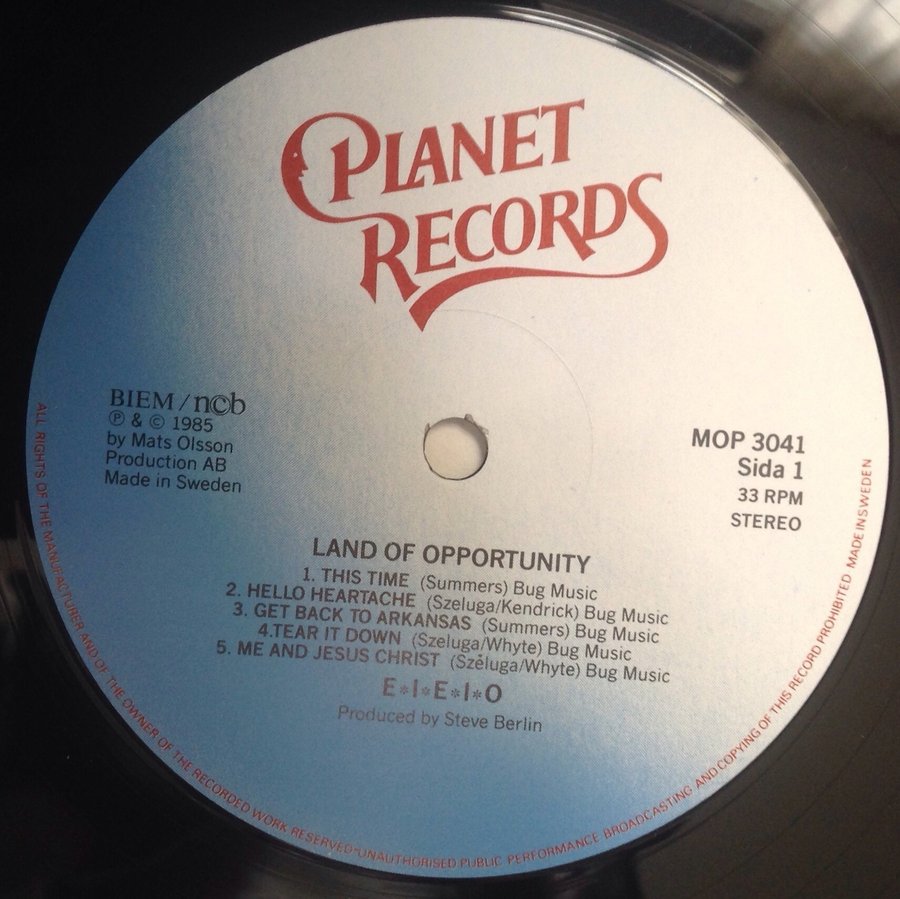 PLANET
RECORDS
BIEM/ncb
℗ & © 1985
by Mats Olsson
Production AB
Made in Sweden
MOP 3041
Sida 1
33 RPM
STEREO
LAND OF OPPORTUNITY
1. THIS TIME (Summers) Bug Music
2. HELLO HEARTACHE (Szeluga/Kendrick) Bug Music
3. GET BACK TO ARKANSAS (Summers) Bug Music
4.TEAR IT DOWN (Szeluga/Whyte) Bug Music
5. ME AND JESUS CHRIST (Szeluga/Whyte) Bug Music
E*I*E*I*O
Produced by Steve Berlin
ALL RIGHTS OF THE MANUFACTURER AND OF THE OWNER OF THE RECORDED WORK RESERVED-UNAUTHORISED PUBLIC PERFORMANCE BROADCASTING AND COPYING OF THIS RECORD PROHIBITED MADE IN SWEDEN